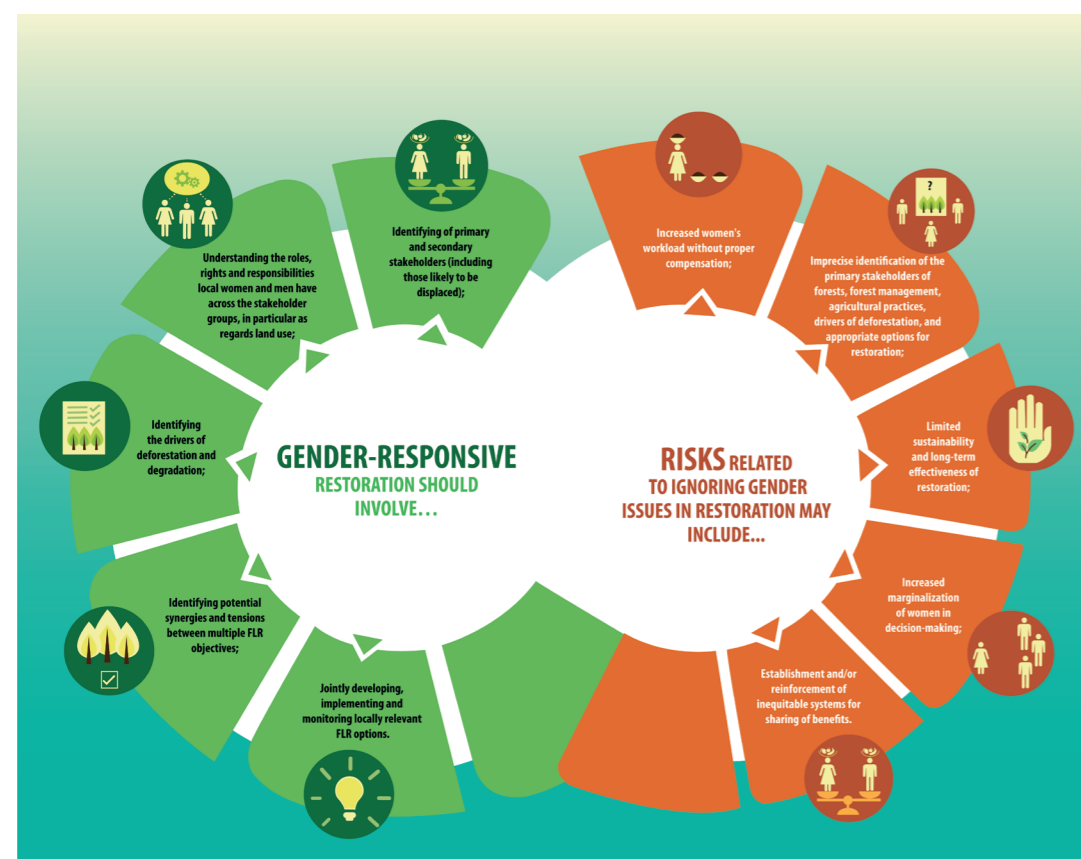 GENDER-RESPONSIVE
RESTORATION SHOULD
INVOLVE…
Identifying of primary
and secondary
stakeholders (including
those likely to be
displaced);
Understanding the roles,
rights and responsibilities
local women and men have
across the stakeholder
groups, in particular as
regards land use;
Identifying
the drivers of
deforestation and
degradation;
Identifying potential
synergies and tensions
between multiple FLR
objectives;
Jointly developing,
implementing and
monitoring locally relevant
FLR options.
RISKS RELATED
TO IGNORING GENDER
ISSUES IN RESTORATION MAY
INCLUDE...
Increased women's
workload without proper
compensation;
?
Imprecise identification of the
primary stakeholders of
forests, forest management,
agricultural practices,
drivers of deforestation, and
appropriate options for
restoration;
Limited
sustainability
and long-term
effectiveness of
restoration;
Increased
marginalization
of women in
decision-making;
Establishment and/or
reinforcement of
inequitable systems for
sharing of benefits.